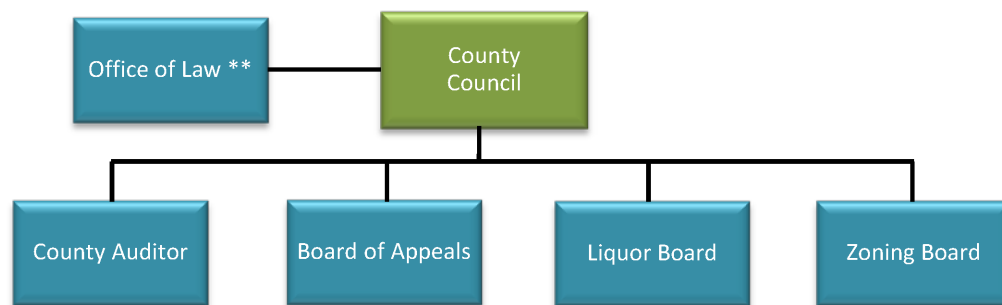 Office of Law **
County
Council
County Auditor
Board of Appeals
Liquor Board
Zoning Board